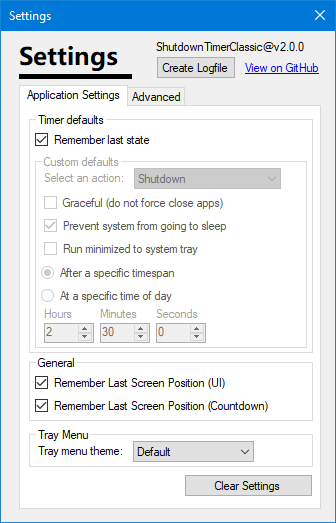 Settings
Settings
ShutdownTimerClassic@v2.0.0
Create Logfile
View on GitHub
Application Settings
Advanced
Timer defaults
Remember last state
Custom defaults
Select an action:
Shutdown
Graceful (do not force close apps)
Prevent system from going to sleep
Run minimized to system tray
After a specific timespan
At a specific time of day
Hours Minutes Seconds
2 30 0
General
Remember Last Screen Position (UI)
Remember Last Screen Position (Countdown)
Tray Menu
Tray menu theme: Default
Clear Settings